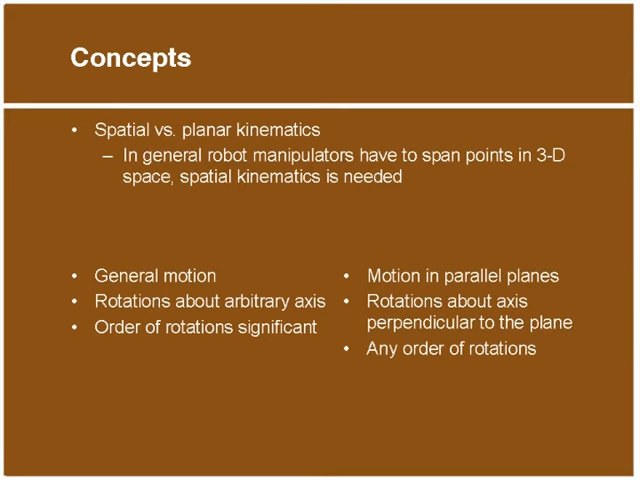 Concepts
• Spatial vs. planar kinematics
– In general robot manipulators have to span points in 3-D
space, spatial kinematics is needed
• General motion
• Rotations about arbitrary axis
• Order of rotations significant
• Motion in parallel planes
• Rotations about axis
perpendicular to the plane
• Any order of rotations